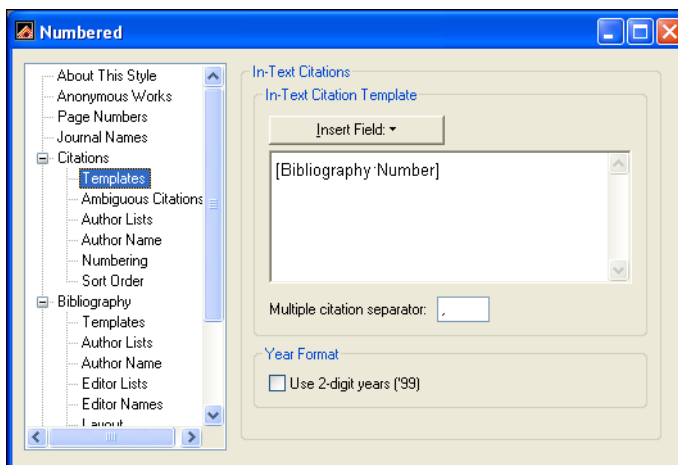 Numbered
About This Style
Anonymous Works
Page Numbers
Journal Names
Citations
Templates
Ambiguous Citations
Author Lists
Author Name
Numbering
Sort Order
Bibliography
Templates
Author Lists
Author Name
Editor Lists
Editor Names
Layout
In-Text Citations
In-Text Citation Template
Insert Field:
[Bibliography·Number]
Multiple citation separator: ,
Year Format
Use 2-digit years ('99)